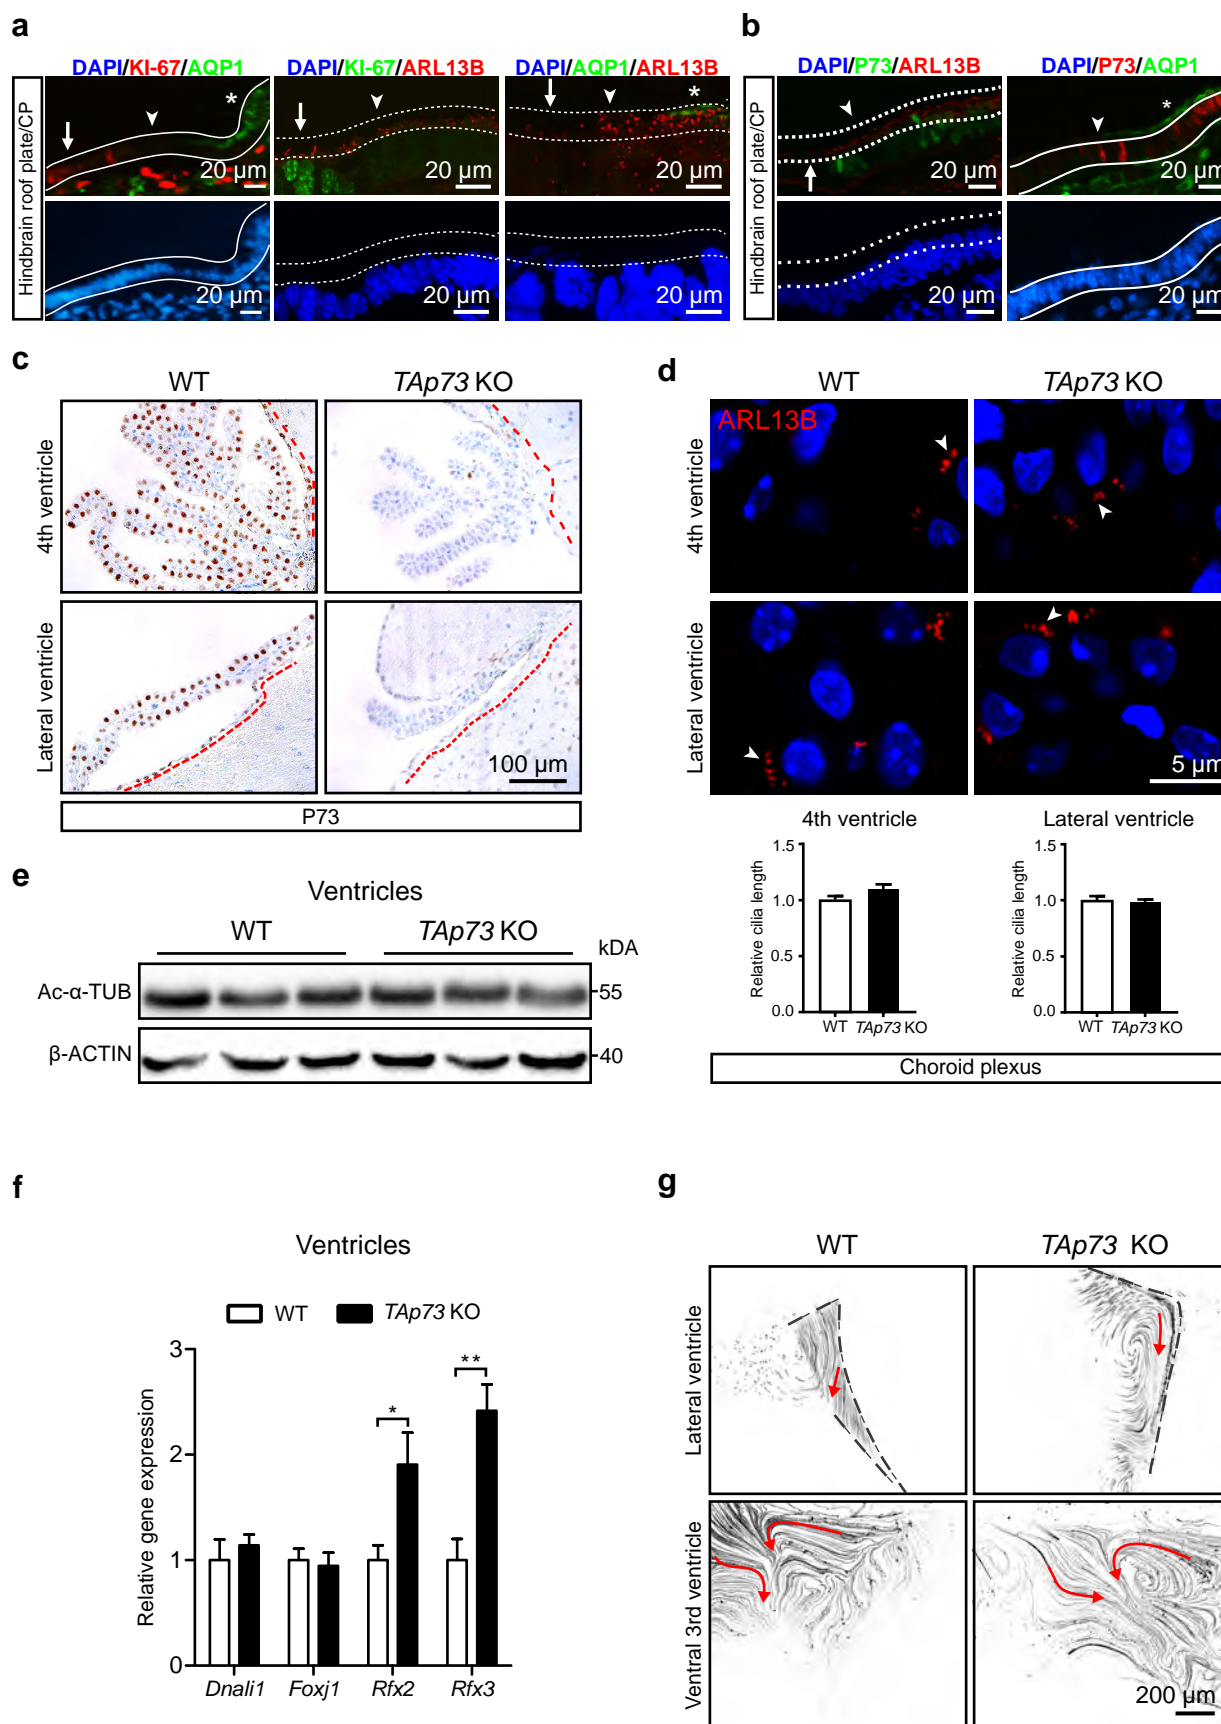 a
DAPI/KI-67/AQP1
DAPI/KI-67/ARL13B
DAPI/AQP1/ARL13B
Hindbrain roof plate/CP
*
*
20 µm
20 µm
20 µm
20 µm
20 µm
20 µm
b
DAPI/P73/ARL13B
DAPI/P73/AQP1
Hindbrain roof plate/CP
*
20 µm
20 µm
20 µm
20 µm
c
WT
TAp73 KO
4th ventricle
Lateral ventricle
100 µm
P73
d
WT
TAp73 KO
ARL13B
4th ventricle
Lateral ventricle
5 µm
4th ventricle
Lateral ventricle
Relative cilia length
1.5
1.0
0.5
0.0
WT
TAp73 KO
Relative cilia length
1.5
1.0
0.5
0.0
WT
TAp73 KO
Choroid plexus
e
Ventricles
WT
TAp73 KO
kDA
Ac-α-TUB
55
β-ACTIN
40
f
Ventricles
WT
TAp73 KO
Relative gene expression
3
2
1
0
*
**
Dnali1
Foxj1
Rfx2
Rfx3
g
WT
TAp73 KO
Lateral ventricle
Ventral 3rd ventricle
200 µm